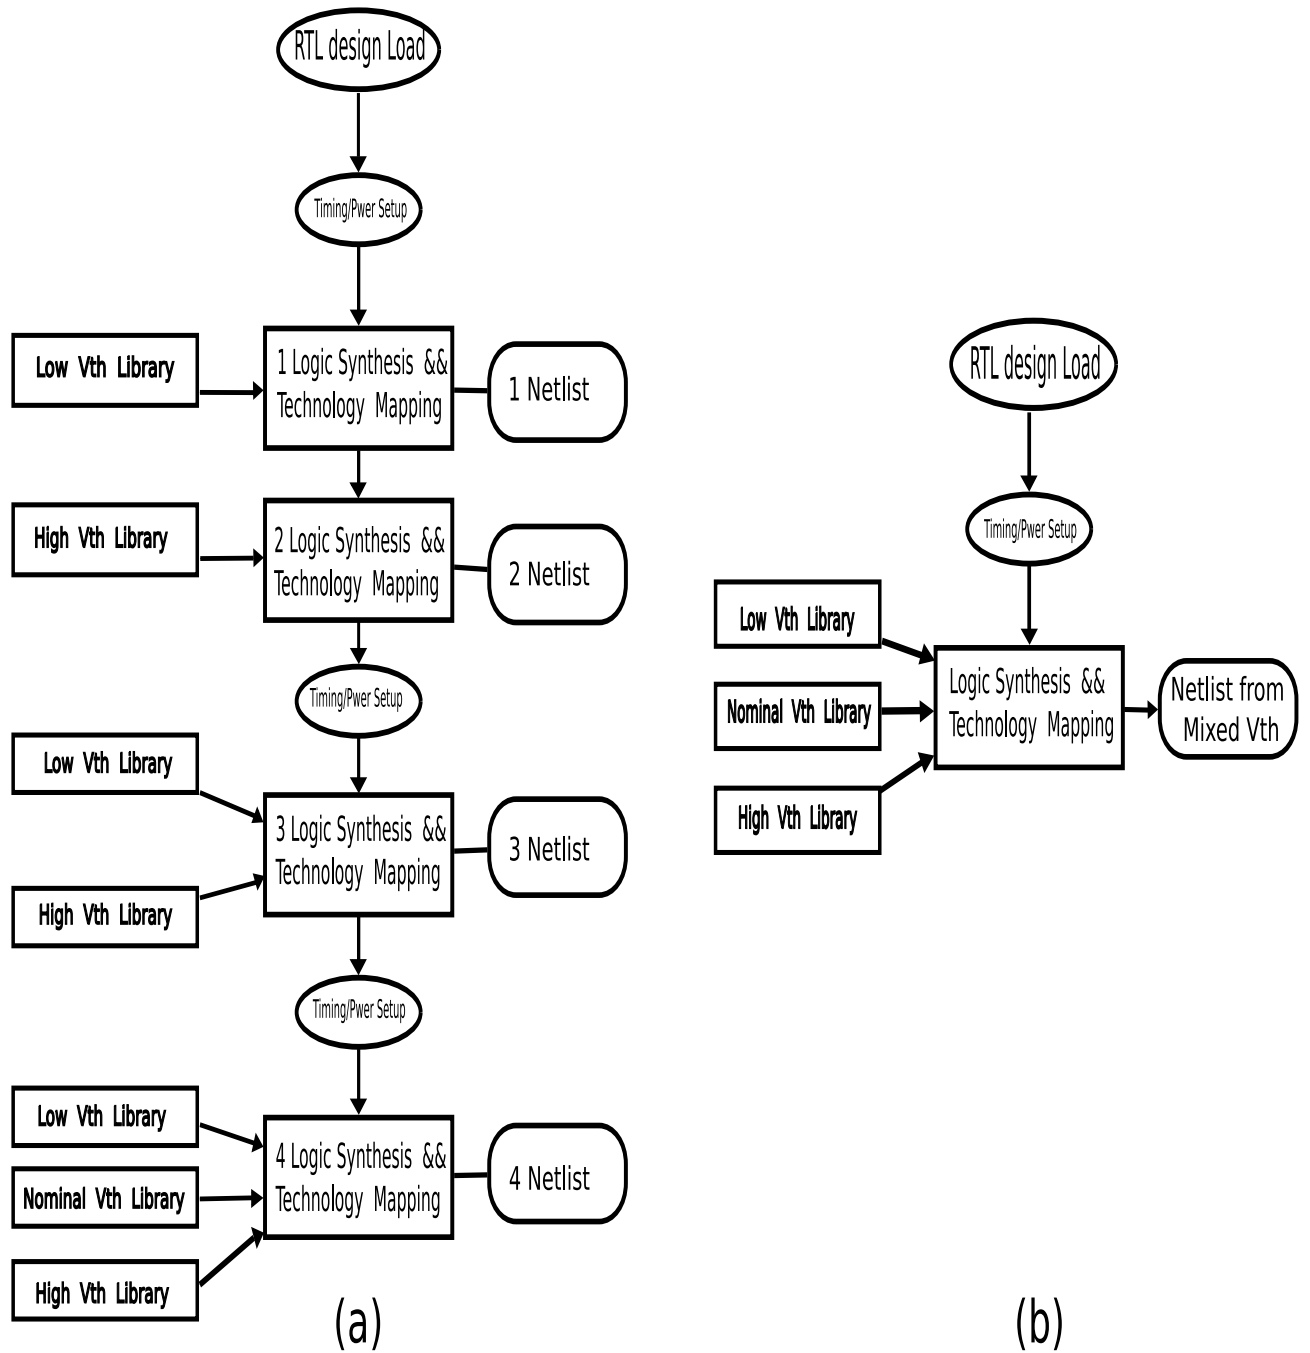 RTL design Load
Timing/Pwer Setup
Low Vth Library
1 Logic Synthesis &&
Technology Mapping
1 Netlist
High Vth Library
2 Logic Synthesis &&
Technology Mapping
2 Netlist
Timing/Pwer Setup
Low Vth Library
High Vth Library
3 Logic Synthesis &&
Technology Mapping
3 Netlist
Timing/Pwer Setup
Low Vth Library
Nominal Vth Library
High Vth Library
4 Logic Synthesis &&
Technology Mapping
4 Netlist
(a)
RTL design Load
Timing/Pwer Setup
Low Vth Library
Nominal Vth Library
High Vth Library
Logic Synthesis &&
Technology Mapping
Netlist from
Mixed Vth
(b)